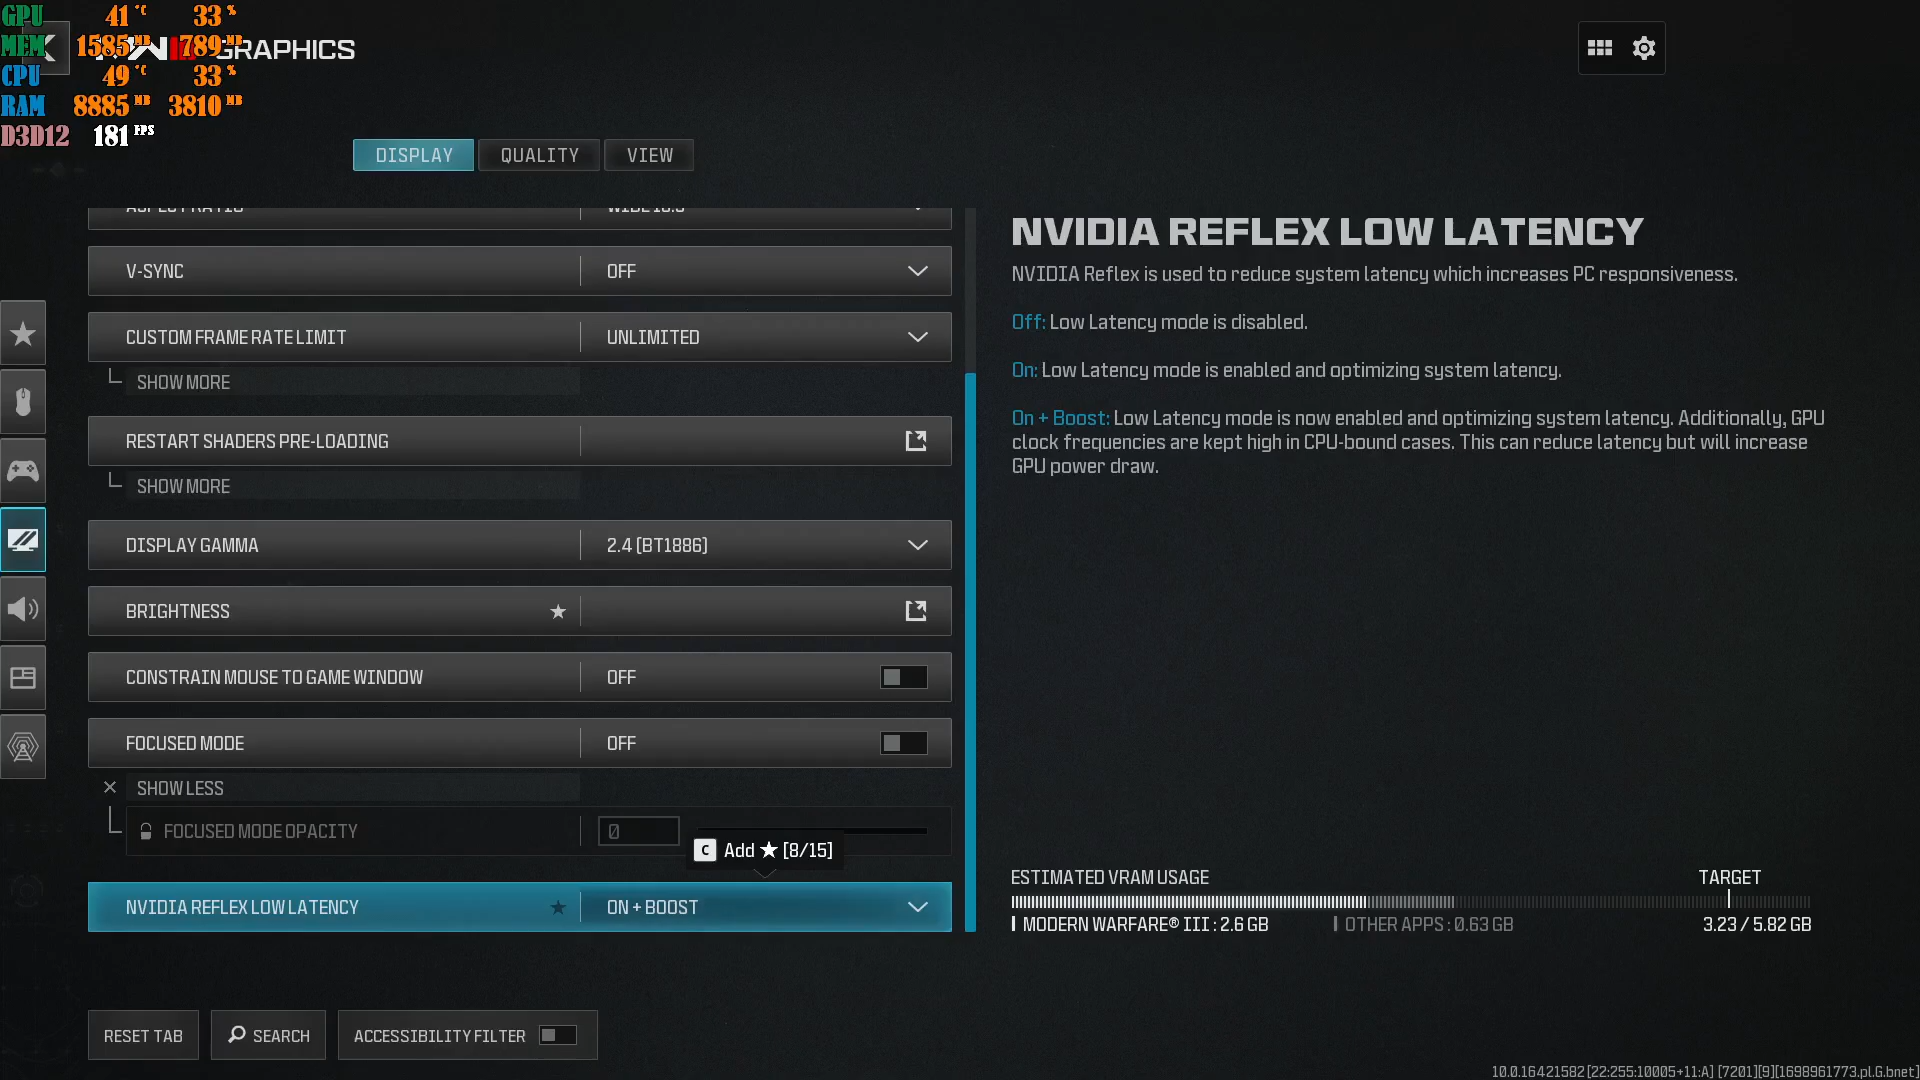 GPU 41 °C 33 %
MEM 1585 MB 789 MB
GRAPHICS
CPU 49 °C 33 %
RAM 8885 MB 3810 MB
D3D12 181 FPS
DISPLAY QUALITY VIEW
ASPECT RATIO
V-SYNC OFF
CUSTOM FRAME RATE LIMIT UNLIMITED
SHOW MORE
RESTART SHADERS PRE-LOADING
SHOW MORE
DISPLAY GAMMA 2.4 (BT1886)
BRIGHTNESS ★
CONSTRAIN MOUSE TO GAME WINDOW OFF
FOCUSED MODE OFF
SHOW LESS
FOCUSED MODE OPACITY 0
C Add ★ [8/15]
NVIDIA REFLEX LOW LATENCY ★ ON + BOOST
RESET TAB SEARCH ACCESSIBILITY FILTER
NVIDIA REFLEX LOW LATENCY
NVIDIA Reflex is used to reduce system latency which increases PC responsiveness.
Off: Low Latency mode is disabled.
On: Low Latency mode is enabled and optimizing system latency.
On + Boost: Low Latency mode is now enabled and optimizing system latency. Additionally, GPU
clock frequencies are kept high in CPU-bound cases. This can reduce latency but will increase
GPU power draw.
ESTIMATED VRAM USAGE TARGET
MODERN WARFARE® III : 2.6 GB OTHER APPS : 0.63 GB 3.23 / 5.82 GB
10.0.16421582 [22:255:10005+11:A] [7201][9][1698961773.pl.G.bnet]